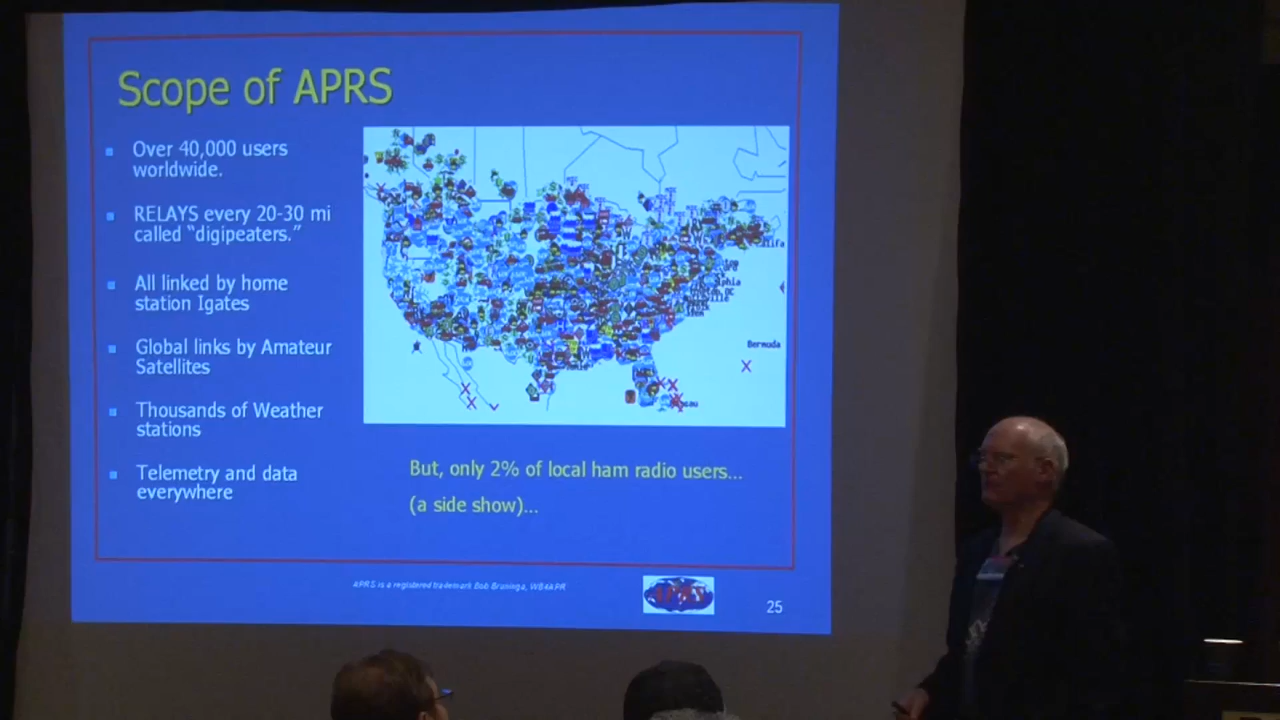 Scope of APRS
Over 40,000 users
worldwide.
RELAYS every 20-30 mi
called “digipeaters.”
All linked by home
station Igates
Global links by Amateur
Satellites
Thousands of Weather
stations
Telemetry and data
everywhere
Bermuda
But, only 2% of local ham radio users...
(a side show)...
APRS is a registered trademark Bob Bruninga, WB4APR
APRS
25